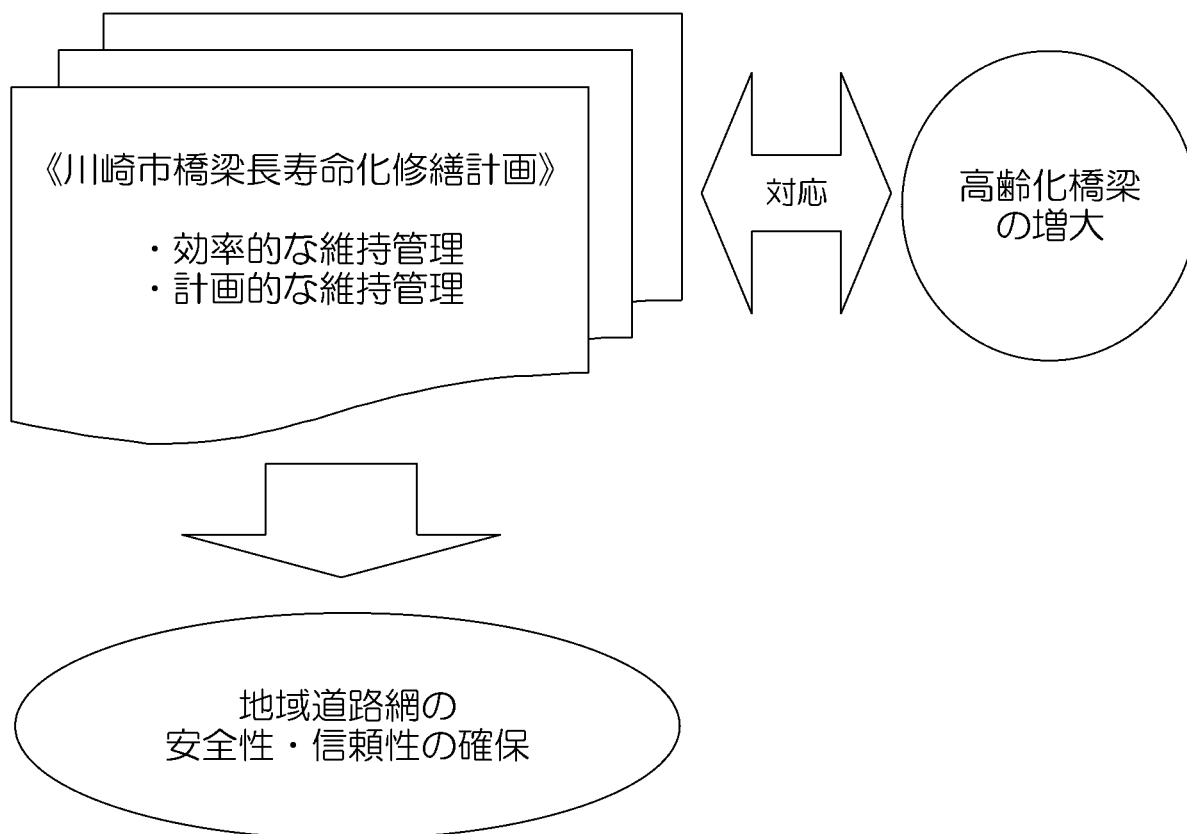 《川崎市橋梁長寿命化修繕計画》
・効率的な維持管理
・計画的な維持管理
対応
高齢化橋梁
の増大
地域道路網の
安全性・信頼性の確保